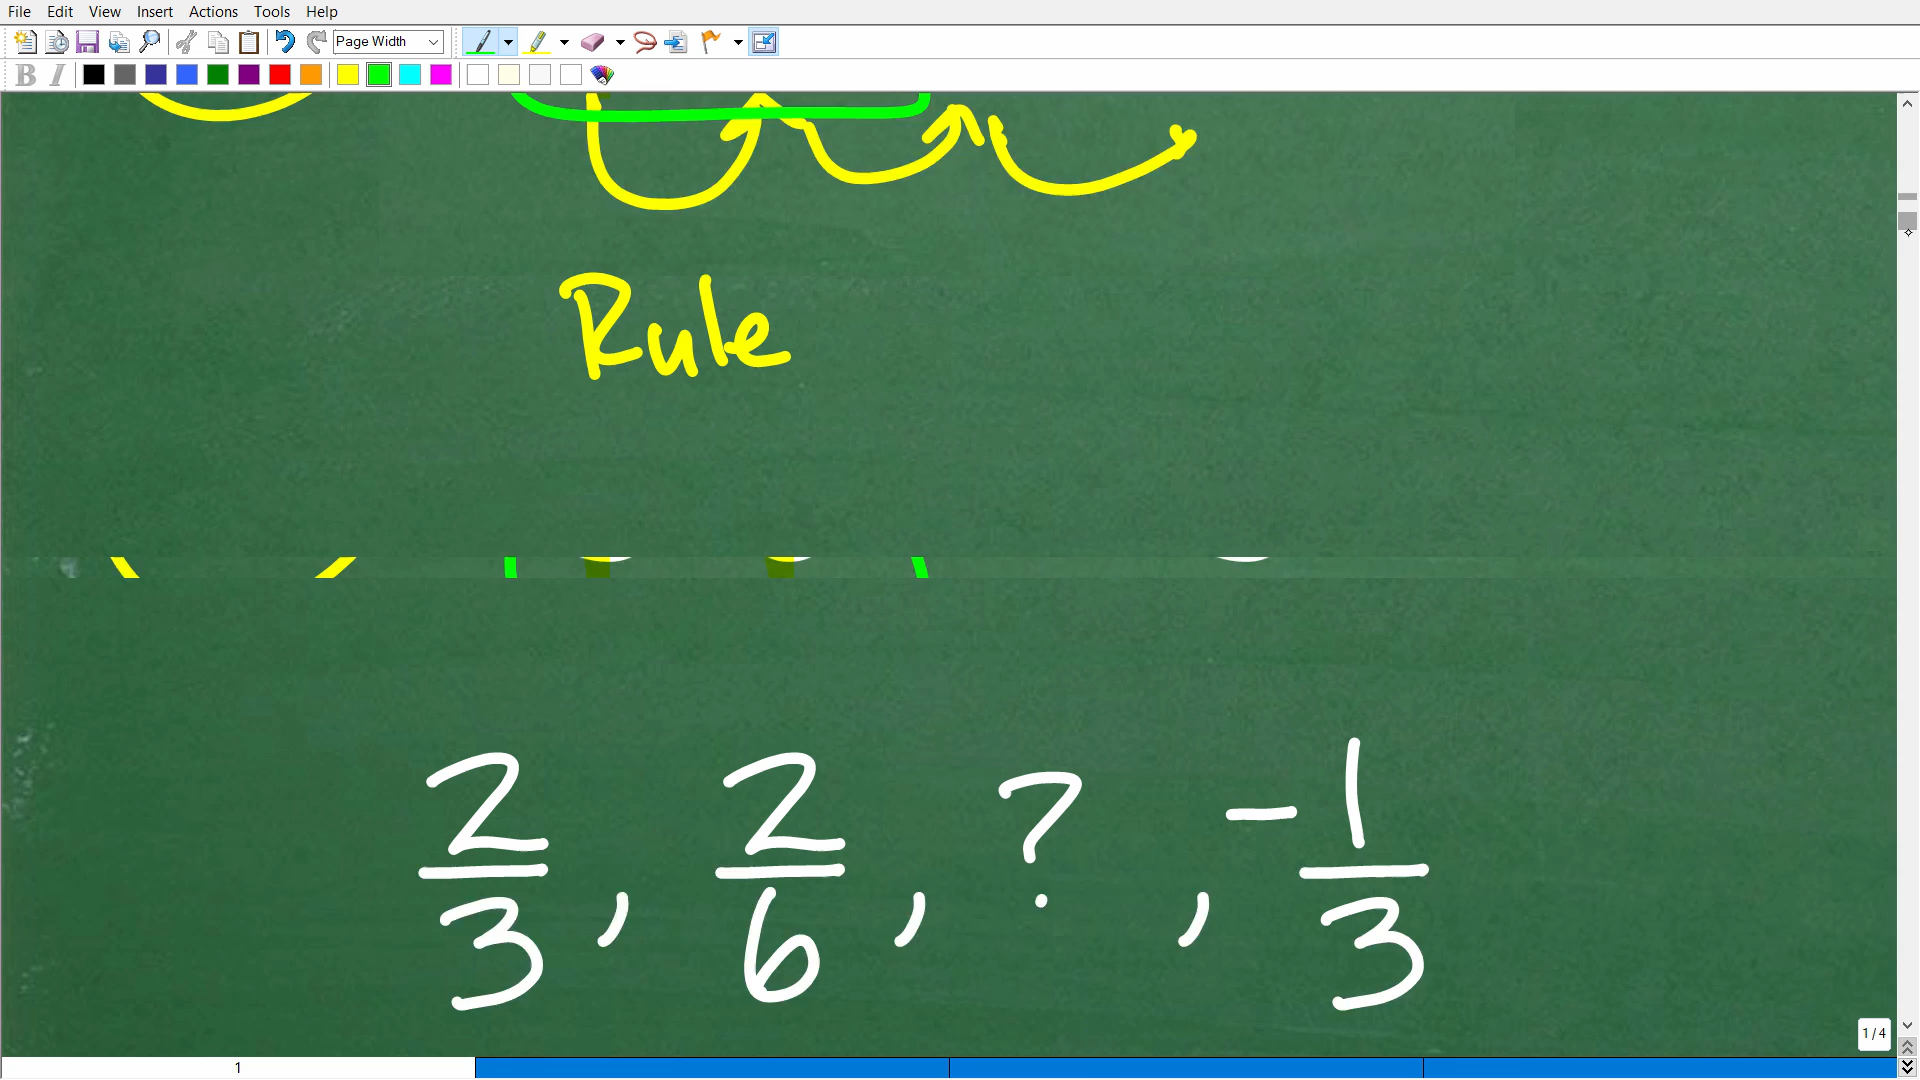 File Edit View Insert Actions Tools Help
Page Width
B I
Rule
2/3 , 2/6 , ? , -1/3
1 / 4
1